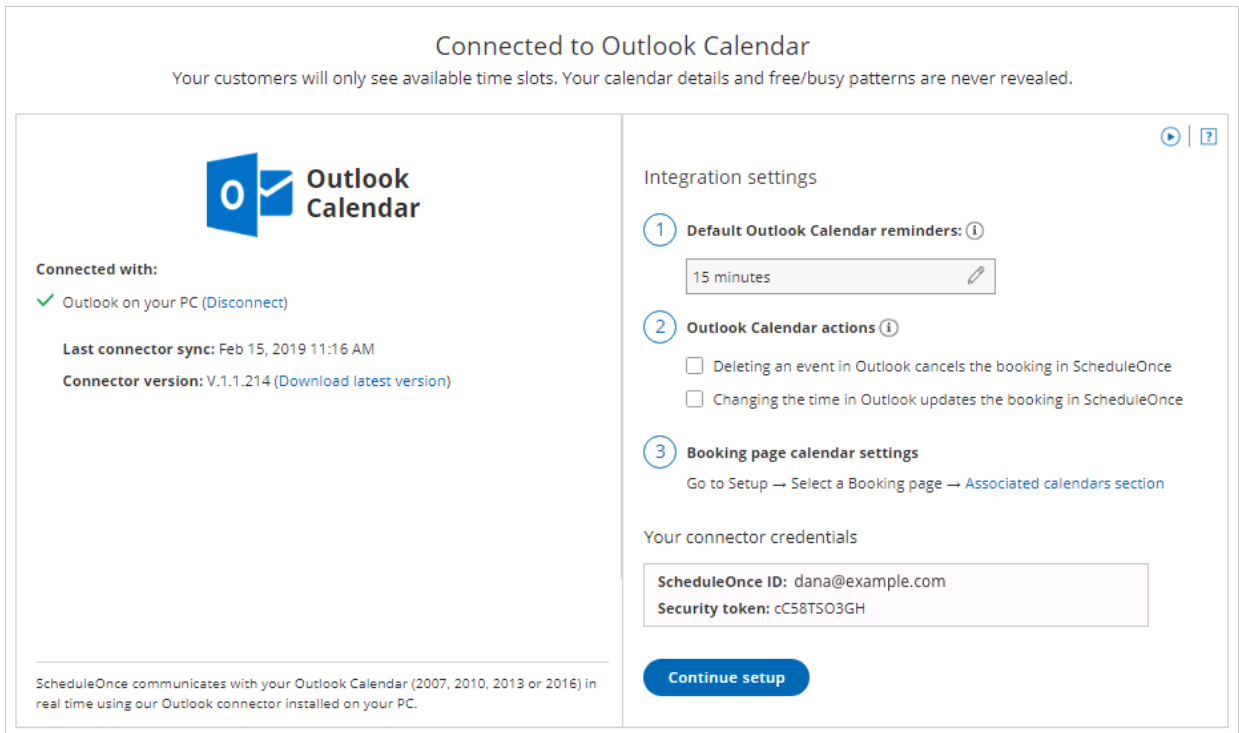 Connected to Outlook Calendar
Your customers will only see available time slots. Your calendar details and free/busy patterns are never revealed.
Outlook
Calendar
Connected with:
Outlook on your PC (Disconnect)
Last connector sync: Feb 15, 2019 11:16 AM
Connector version: V.1.1.214 (Download latest version)
ScheduleOnce communicates with your Outlook Calendar (2007, 2010, 2013 or 2016) in
real time using our Outlook connector installed on your PC.
Integration settings
1 Default Outlook Calendar reminders:
15 minutes
2 Outlook Calendar actions
Deleting an event in Outlook cancels the booking in ScheduleOnce
Changing the time in Outlook updates the booking in ScheduleOnce
3 Booking page calendar settings
Go to Setup → Select a Booking page → Associated calendars section
Your connector credentials
ScheduleOnce ID: dana@example.com
Security token: cC58TSO3GH
Continue setup